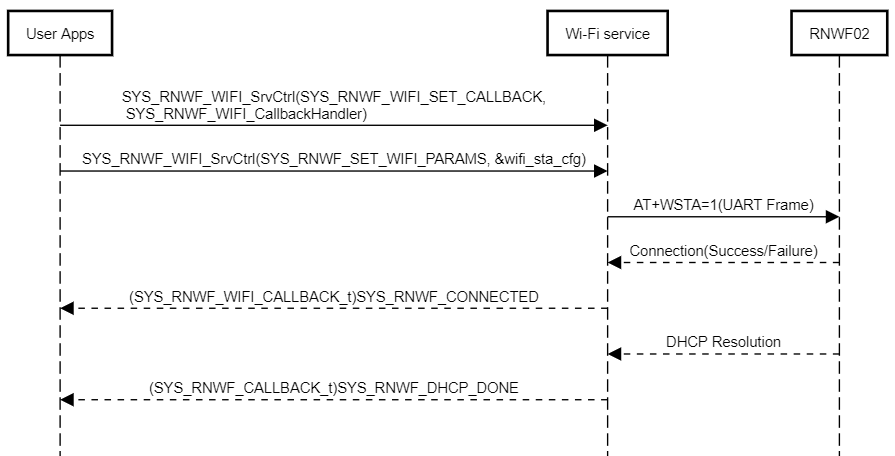 User Apps
Wi-Fi service
RNWF02
SYS_RNWF_WIFI_SrvCtrl(SYS_RNWF_WIFI_SET_CALLBACK,
SYS_RNWF_WIFI_CallbackHandler)
SYS_RNWF_WIFI_SrvCtrl(SYS_RNWF_SET_WIFI_PARAMS, &wifi_sta_cfg)
AT+WSTA=1(UART Frame)
Connection(Success/Failure)
(SYS_RNWF_WIFI_CALLBACK_t)SYS_RNWF_CONNECTED
DHCP Resolution
(SYS_RNWF_CALLBACK_t)SYS_RNWF_DHCP_DONE